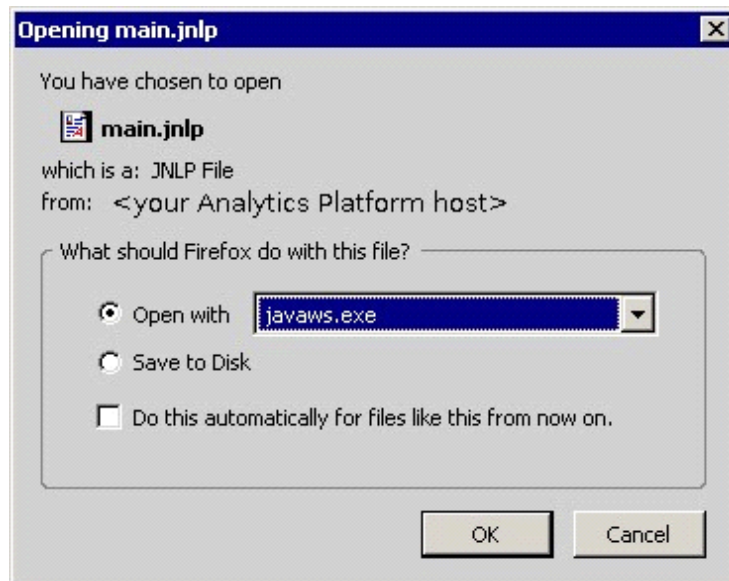 Opening main.jnlp
You have chosen to open
main.jnlp
which is a: JNLP File
from: <your Analytics Platform host>
What should Firefox do with this file?
Open with javaws.exe
Save to Disk
Do this automatically for files like this from now on.
OK Cancel